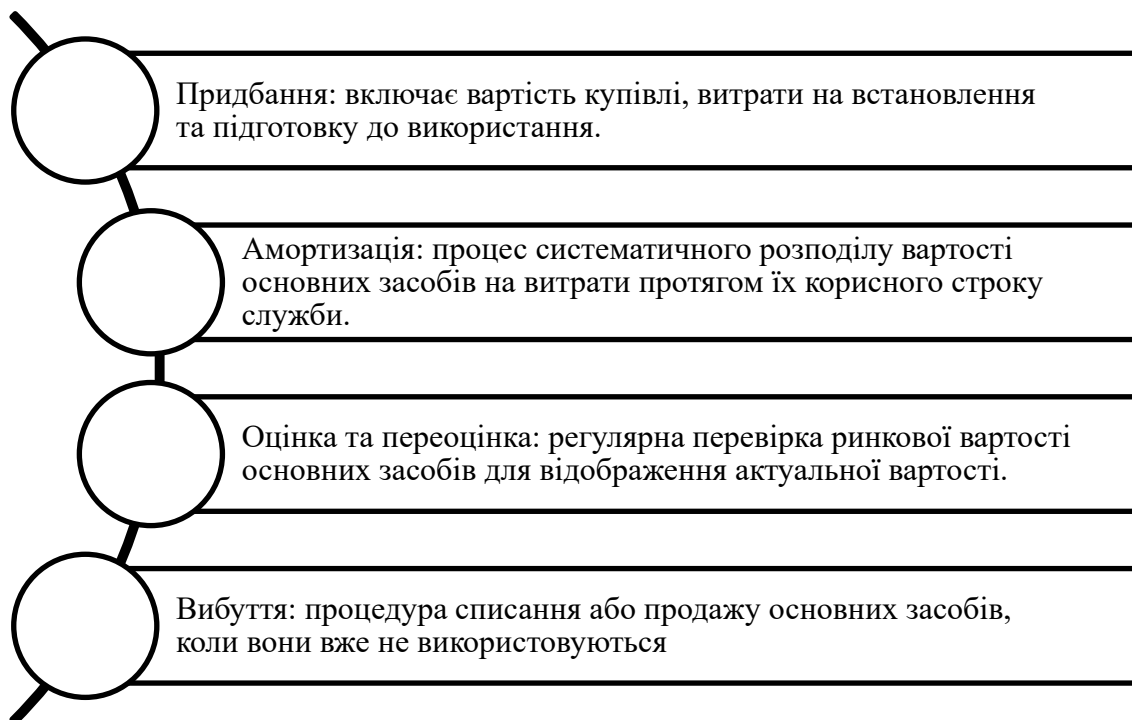 Придбання: включає вартість купівлі, витрати на встановлення
та підготовку до використання.
Амортизація: процес систематичного розподілу вартості
основних засобів на витрати протягом їх корисного строку
служби.
Оцінка та переоцінка: регулярна перевірка ринкової вартості
основних засобів для відображення актуальної вартості.
Вибуття: процедура списання або продажу основних засобів,
коли вони вже не використовуються